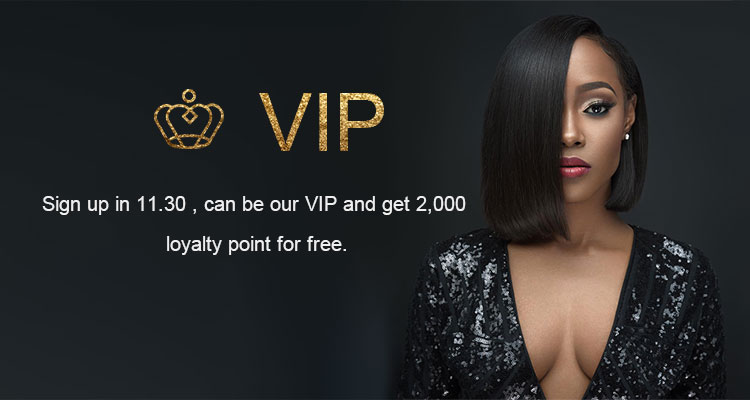 VIP
Sign up in 11.30 , can be our VIP and get 2,000
loyalty point for free.